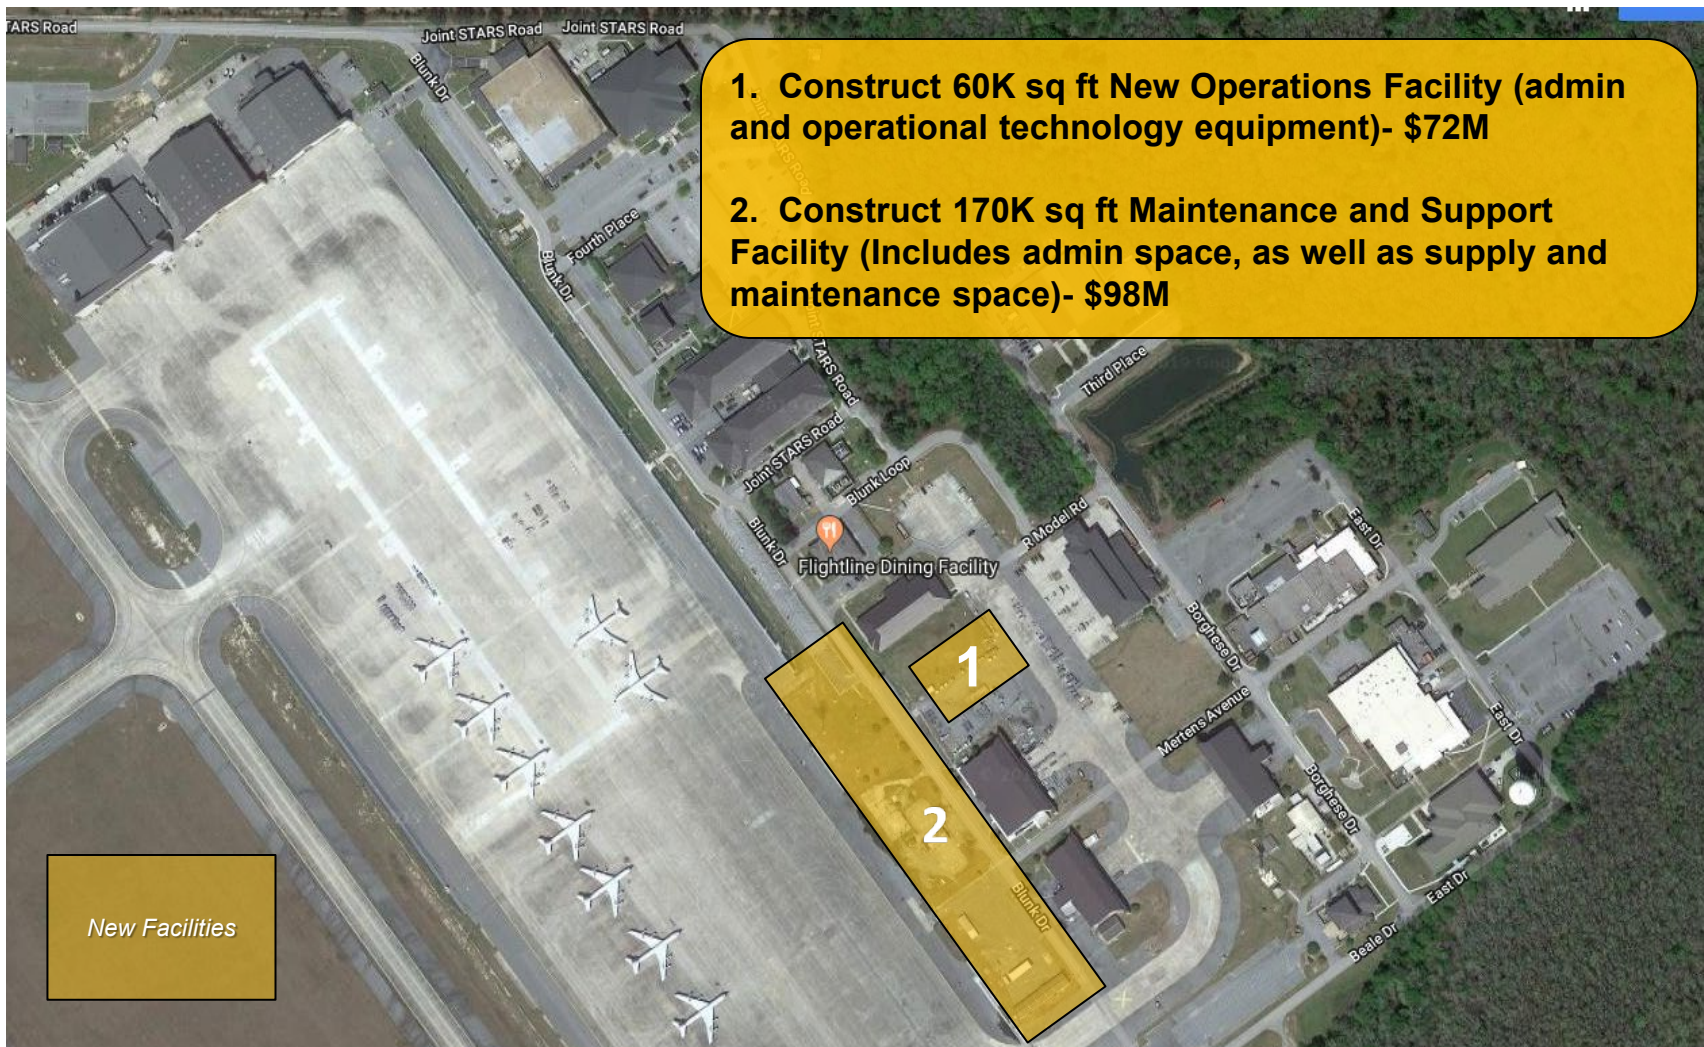 TARS Road
Joint STARS Road
Joint STARS Road
Blunk Dr
1. Construct 60K sq ft New Operations Facility (admin
and operational technology equipment)- $72M
2. Construct 170K sq ft Maintenance and Support
Facility (Includes admin space, as well as supply and
maintenance space)- $98M
Fourth Place
Blunk Dr
STARS Road
Third Place
Joint STARS Road
Blunk Loop
Blunk Dr
R Model Rd
East Dr
Flightline Dining Facility
Borghese Dr
1
Mertens Avenue
East Dr
Borghese Dr
2
Blunk Dr
East Dr
Beale Dr
New Facilities